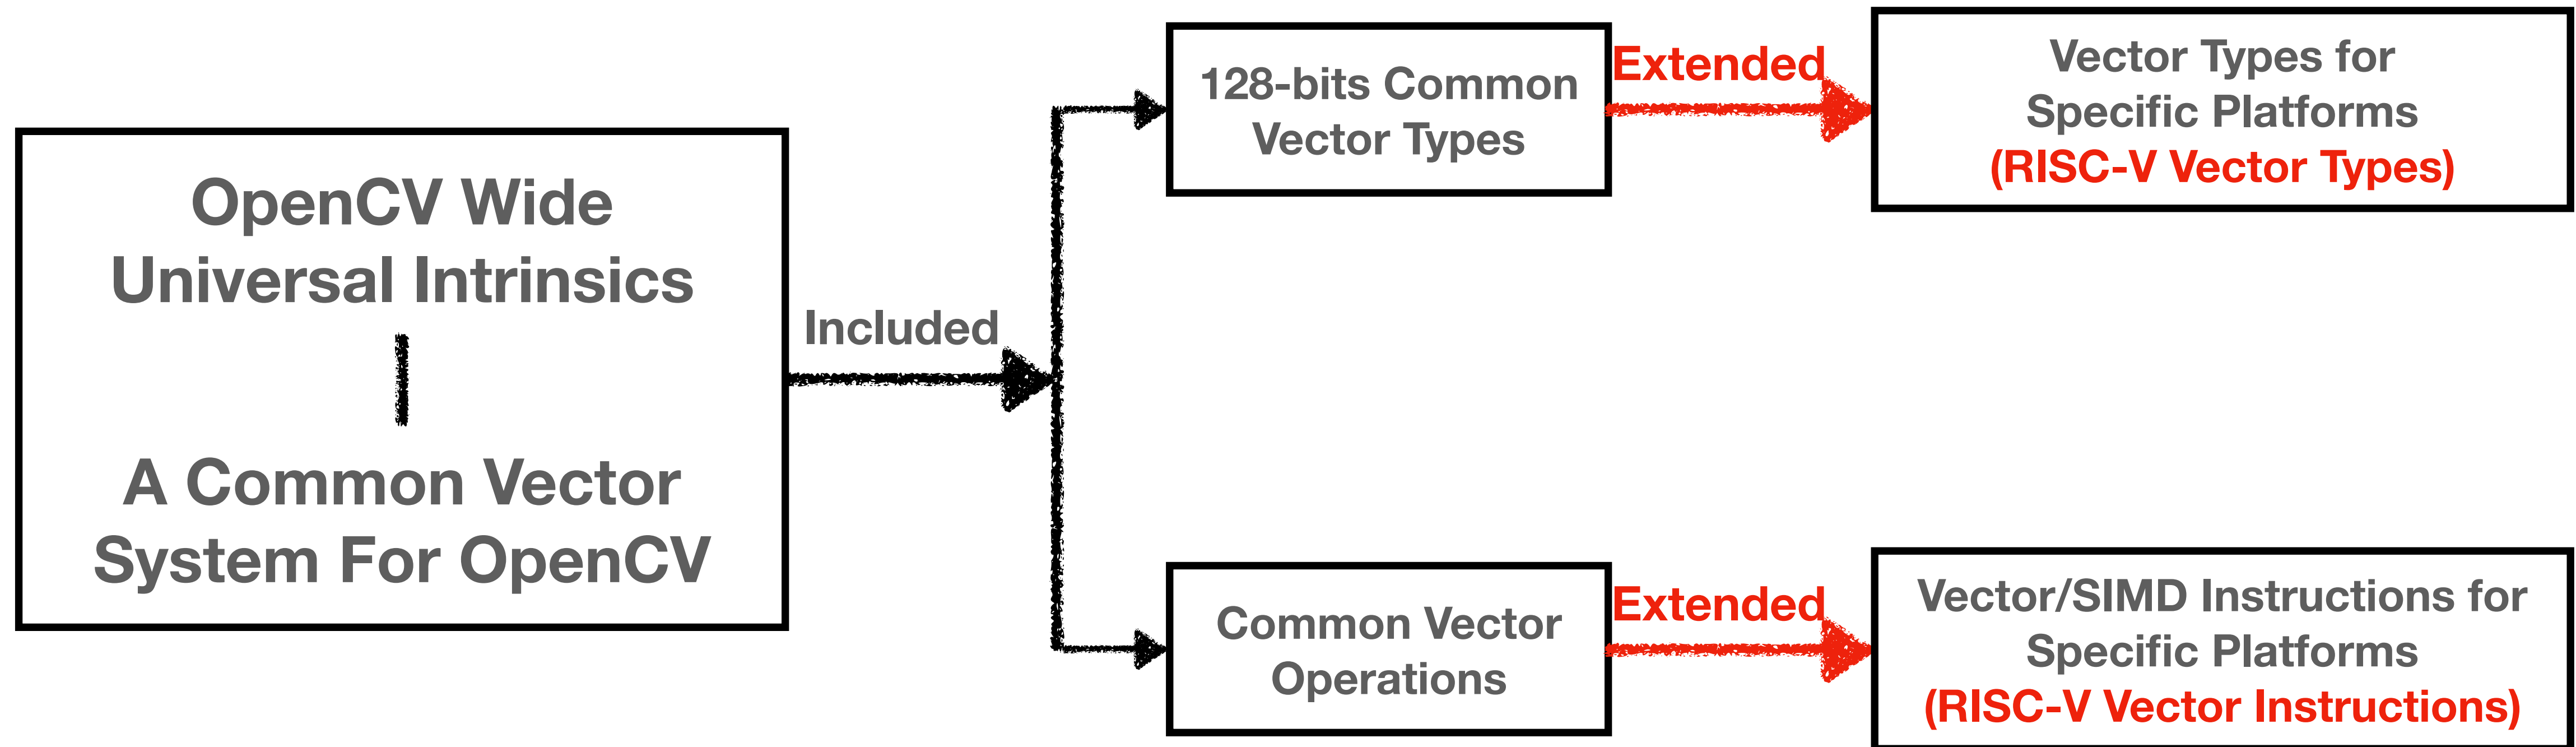 OpenCV Wide
Universal Intrinsics
A Common Vector
System For OpenCV
Included
128-bits Common
Vector Types
Extended
Vector Types for
Specific Platforms
(RISC-V Vector Types)
Common Vector
Operations
Extended
Vector/SIMD Instructions for
Specific Platforms
(RISC-V Vector Instructions)